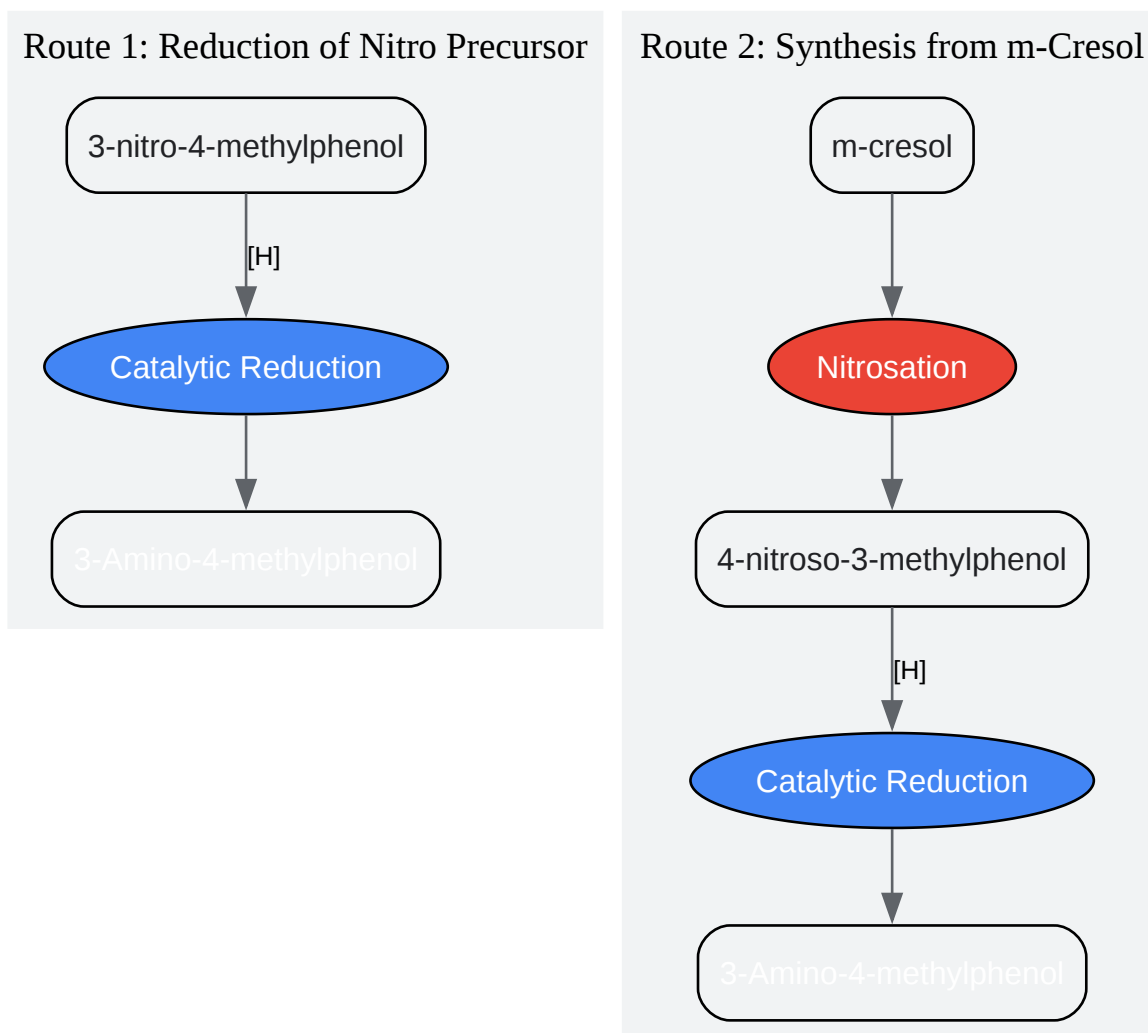 Route 1: Reduction of Nitro Precursor
3-nitro-4-methylphenol
[H]
Catalytic Reduction
3-Amino-4-methylphenol
Route 2: Synthesis from m-Cresol
m-cresol
Nitrosation
4-nitroso-3-methylphenol
[H]
Catalytic Reduction
3-Amino-4-methylphenol